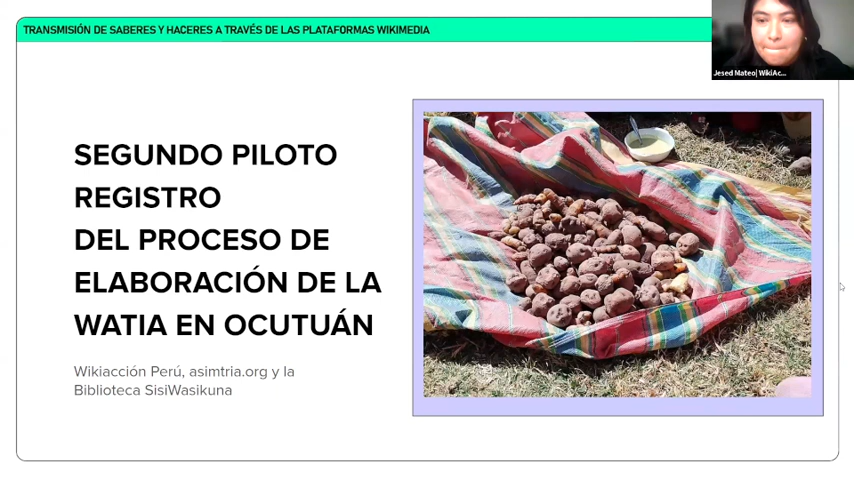 TRANSMISIÓN DE SABERES Y HACERES A TRAVÉS DE LAS PLATAFORMAS WIKIMEDIA
Jesed Mateo| WikiAc...
SEGUNDO PILOTO
REGISTRO
DEL PROCESO DE
ELABORACIÓN DE LA
WATIA EN OCUTUÁN
Wikiacción Perú, asimtria.org y la
Biblioteca SisiWasikuna